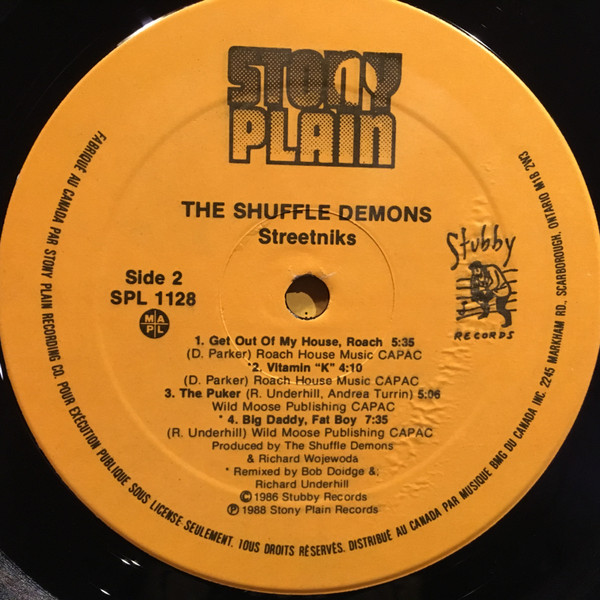 STONY
PLAIN
THE SHUFFLE DEMONS
Streetniks
Side 2
SPL 1128
M A
P L
Stubby
RECORDS
1. Get Out Of My House, Roach 5:35
(D. Parker) Roach House Music CAPAC
*2. Vitamin "K" 4:10
(D. Parker) Roach House Music CAPAC
3. The Puker (R. Underhill, Andrea Turrin) 5:06
Wild Moose Publishing CAPAC
* 4. Big Daddy, Fat Boy 7:35
(R. Underhill) Wild Moose Publishing CAPAC
Produced by The Shuffle Demons
& Richard Wojewoda
* Remixed by Bob Doidge &
Richard Underhill
©1986 Stubby Records
℗ 1988 Stony Plain Records
FABRIQUÉ AU CANADA PAR STONY PLAIN RECORDING CO. POUR EXÉCUTION PUBLIQUE SOUS LICENSE SEULEMENT. TOUS DROITS RÉSERVÉS. DISTRIBUÉ AU CANADA PAR MUSIQUE BMG DU CANADA INC. 2245 MARKHAM RD., SCARBOROUGH, ONTARIO M1B 2W3